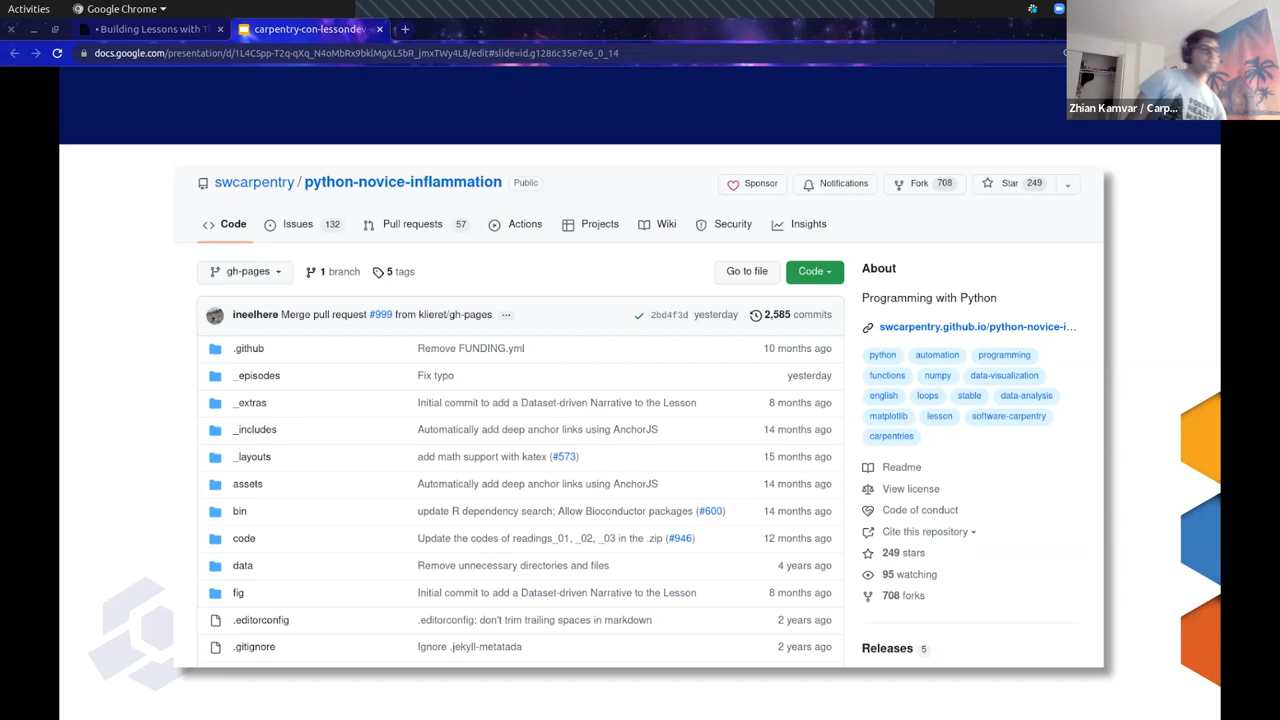 Activities
Google Chrome
• Building Lessons with T
carpentry-con-lessondev
docs.google.com/presentation/d/1L4CSpp-T2q-qXq_N4oMbRx9bklMgXL5bR_jmxTWy4L8/edit#slide=id.g1286c35e7e6_0_14
Zhian Kamvar / Carp...
swcarpentry / python-novice-inflammation Public
Sponsor Notifications Fork 708 Star 249
Code Issues 132 Pull requests 57 Actions Projects Wiki Security Insights
gh-pages 1 branch 5 tags Go to file Code
ineelhere Merge pull request #999 from klieret/gh-pages ... 2bd4f3d yesterday 2,585 commits
.github Remove FUNDING.yml 10 months ago
_episodes Fix typo yesterday
_extras Initial commit to add a Dataset-driven Narrative to the Lesson 8 months ago
_includes Automatically add deep anchor links using AnchorJS 14 months ago
_layouts add math support with katex (#573) 15 months ago
assets Automatically add deep anchor links using AnchorJS 14 months ago
bin update R dependency search; Allow Bioconductor packages (#600) 14 months ago
code Update the codes of readings_01, _02, _03 in the .zip (#946) 12 months ago
data Remove unnecessary directories and files 4 years ago
fig Initial commit to add a Dataset-driven Narrative to the Lesson 8 months ago
.editorconfig .editorconfig: don't trim trailing spaces in markdown 2 years ago
.gitignore Ignore .jekyll-metatada 2 years ago
About
Programming with Python
swcarpentry.github.io/python-novice-i...
python automation programming
functions numpy data-visualization
english loops stable data-analysis
matplotlib lesson software-carpentry
carpentries
Readme
View license
Code of conduct
Cite this repository
249 stars
95 watching
708 forks
Releases 5